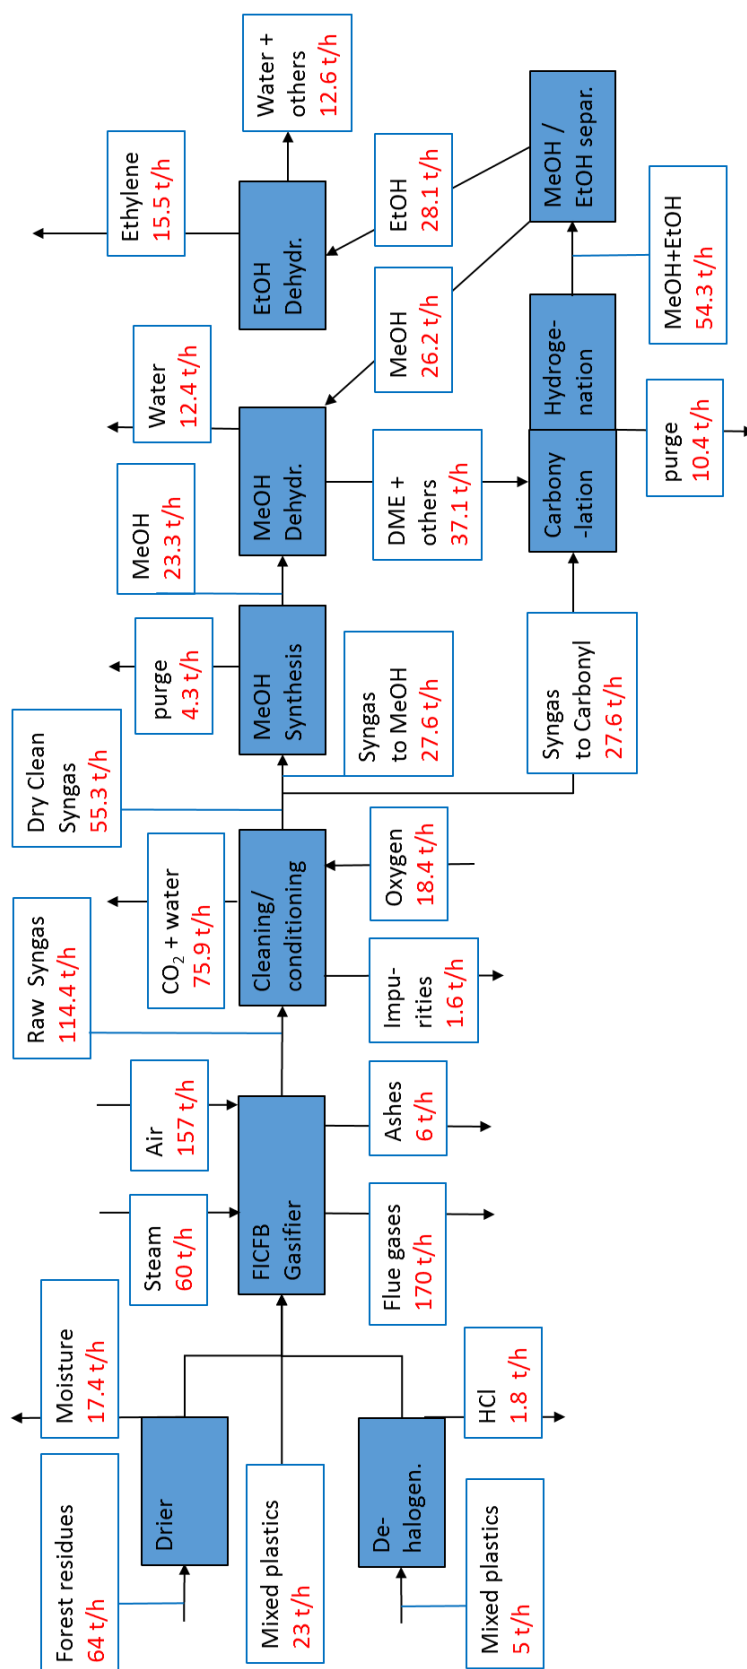 Forest residues
64 t/h
Moisture
17.4 t/h
Drier
Mixed plastics
23 t/h
De-
halogen.
Mixed plastics
5 t/h
HCl
1.8 t/h
Steam
60 t/h
Air
157 t/h
FICFB
Gasifier
Flue gases
170 t/h
Ashes
6 t/h
Raw Syngas
114.4 t/h
CO₂ + water
75.9 t/h
Cleaning/
conditioning
Impu-
rities
1.6 t/h
Oxygen
18.4 t/h
Dry Clean
Syngas
55.3 t/h
purge
4.3 t/h
MeOH
Synthesis
Syngas
to MeOH
27.6 t/h
Syngas
to Carbonyl
27.6 t/h
MeOH
23.3 t/h
Water
12.4 t/h
MeOH
Dehydr.
DME +
others
37.1 t/h
MeOH
26.2 t/h
Carbony
-lation
Hydroge-
nation
purge
10.4 t/h
MeOH+EtOH
54.3 t/h
MeOH /
EtOH separ.
EtOH
28.1 t/h
EtOH
Dehydr.
Ethylene
15.5 t/h
Water +
others
12.6 t/h